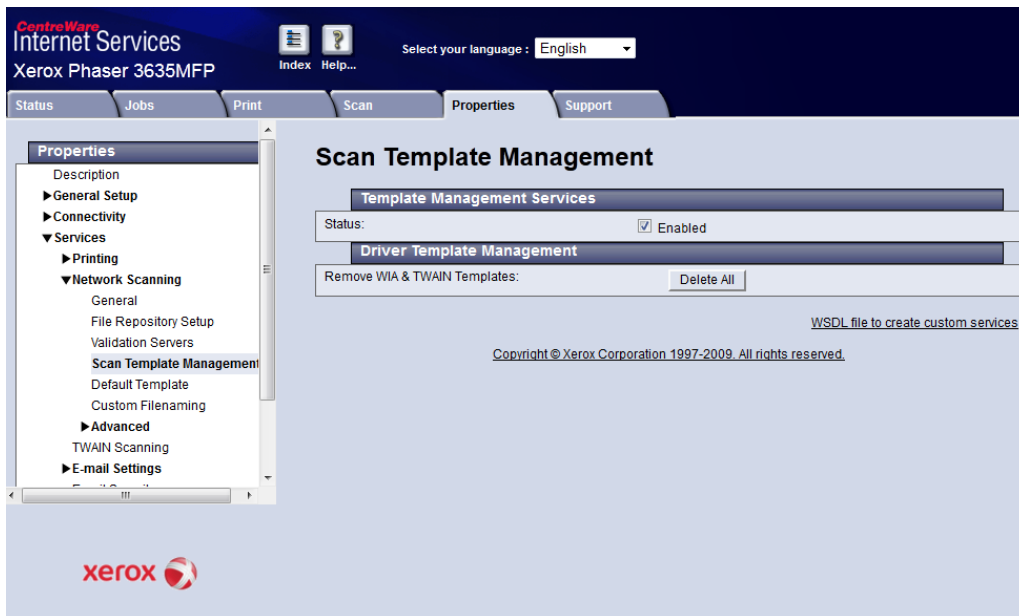 CentreWare
Internet Services
Xerox Phaser 3635MFP
Index Help...
Select your language : English
Status Jobs Print Scan Properties Support
Properties
Description
General Setup
Connectivity
Services
Printing
Network Scanning
General
File Repository Setup
Validation Servers
Scan Template Management
Default Template
Custom Filenaming
Advanced
TWAIN Scanning
E-mail Settings
Scan Template Management
Template Management Services
Status: Enabled
Driver Template Management
Remove WIA & TWAIN Templates: Delete All
WSDL file to create custom services
Copyright © Xerox Corporation 1997-2009. All rights reserved.
xerox